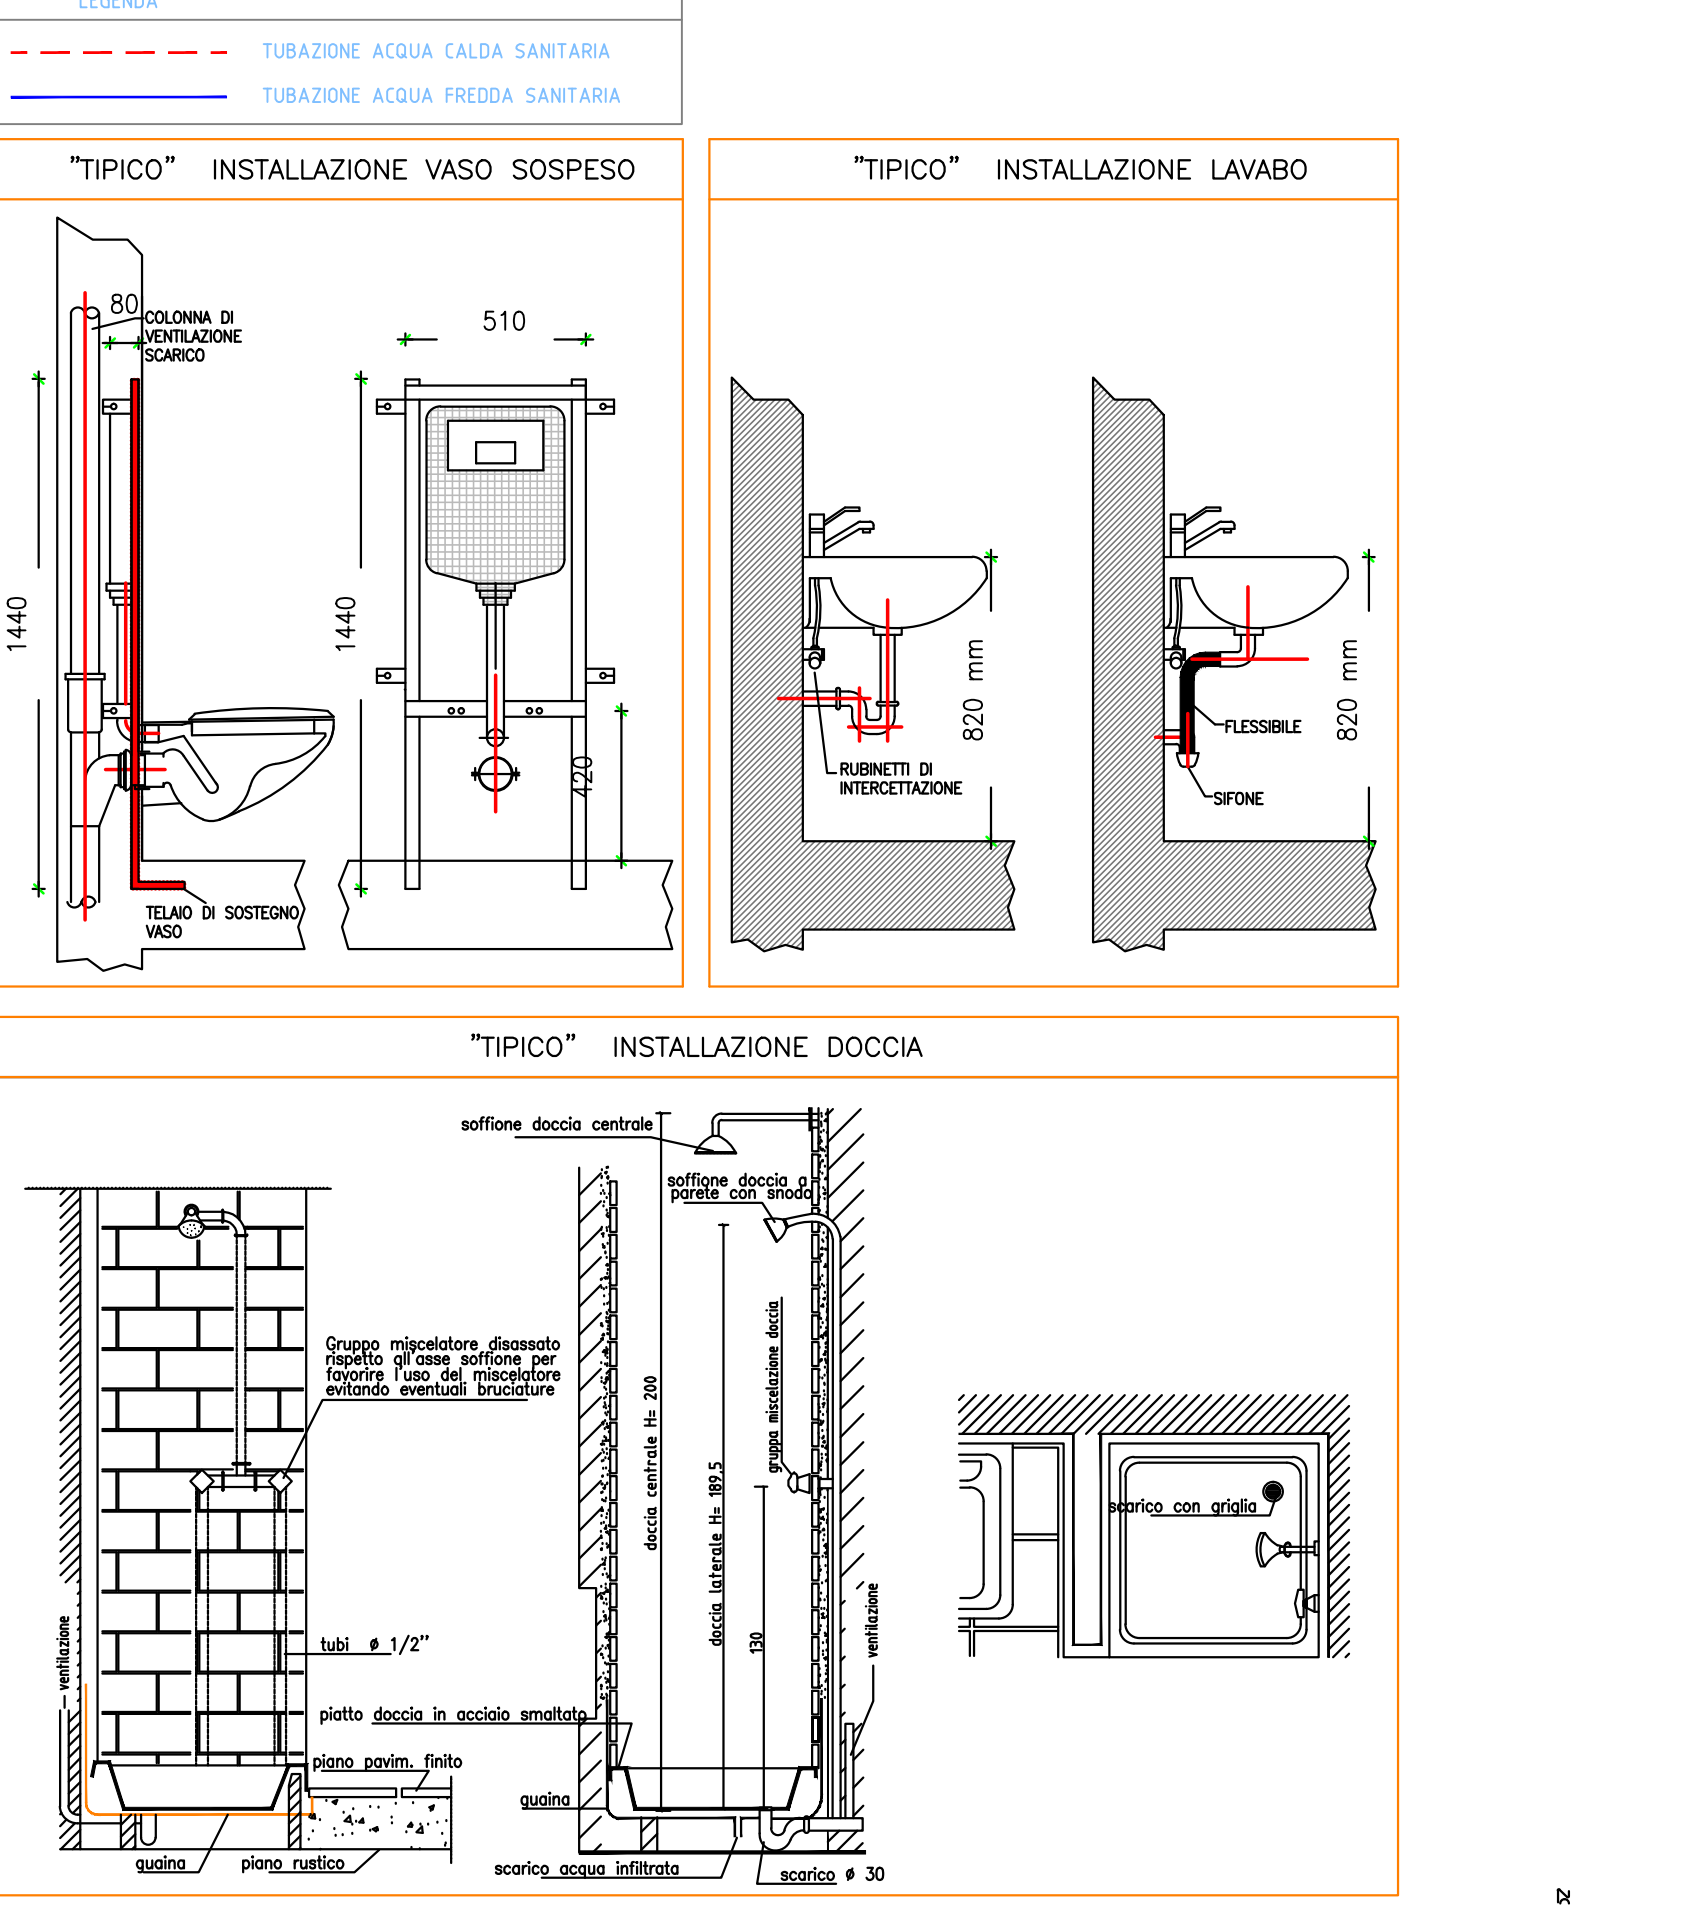 LEGENDA
TUBAZIONE ACQUA CALDA SANITARIA
TUBAZIONE ACQUA FREDDA SANITARIA
"TIPICO" INSTALLAZIONE VASO SOSPESO
80
COLONNA DI
VENTILAZIONE
SCARICO
510
1440
1440
420
TELAIO DI SOSTEGNO
VASO
"TIPICO" INSTALLAZIONE LAVABO
820 mm
RUBINETTI DI
INTERCETTAZIONE
820 mm
FLESSIBILE
SIFONE
"TIPICO" INSTALLAZIONE DOCCIA
soffione doccia centrale
soffione doccia a
parete con snodo
Gruppo miscelatore disassato
rispetto qll'asse soffione per
favorire l'uso del miscelatore
evitando eventuali bruciature
gruppa miscelazione doccia
doccia centrale H= 200
doccia laterale H= 189,5
130
scarico con griglia
ventilazione
ventilazione
tubi ø 1/2"
piatto doccia in acciaio smaltato
piano pavim. finito
guaina
guaina
piano rustico
scarico acqua infiltrata
scarico ø 30